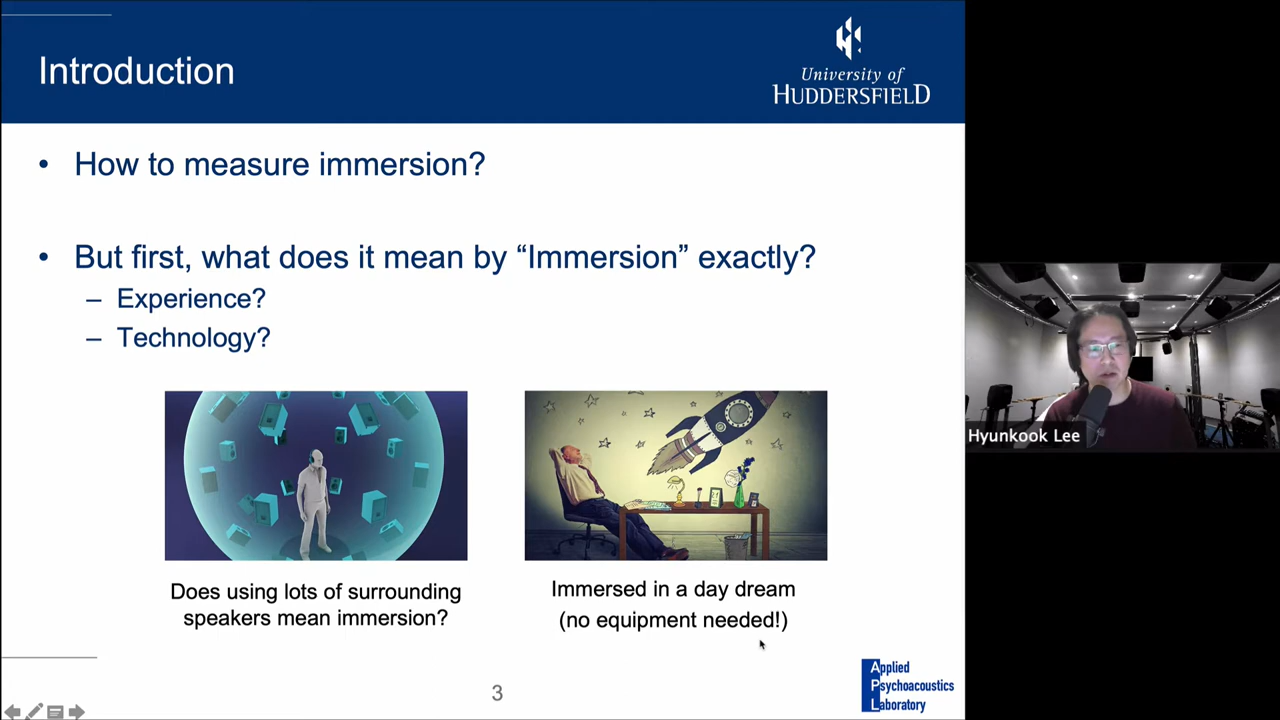 Introduction
University of
HUDDERSFIELD
• How to measure immersion?
• But first, what does it mean by “Immersion” exactly?
– Experience?
– Technology?
Does using lots of surrounding
speakers mean immersion?
Immersed in a day dream
(no equipment needed!)
Hyunkook Lee
3
Applied
Psychoacoustics
Laboratory